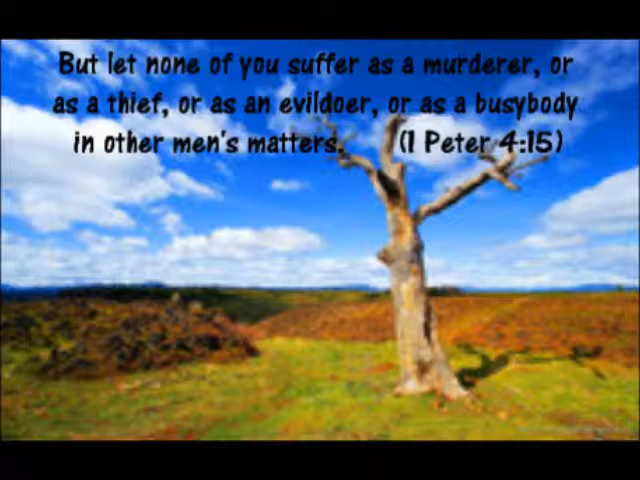 But let none of you suffer as a murderer, or
as a thief, or as an evildoer, or as a busybody
in other men's matters. (1 Peter 4:15)